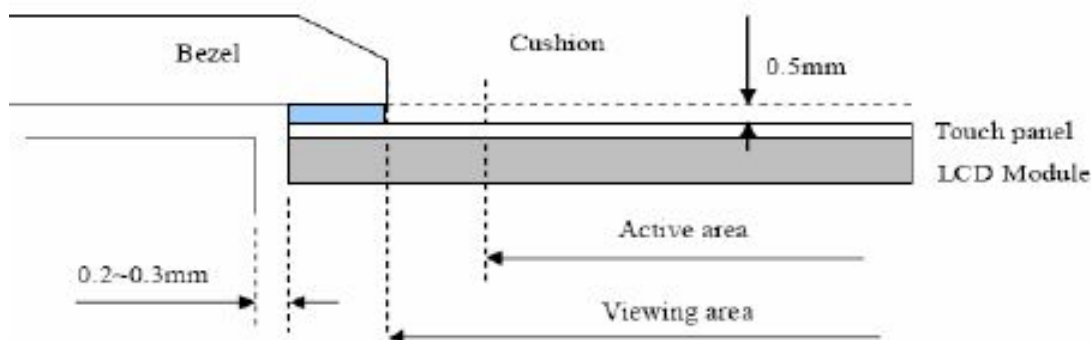 Cushion
Bezel
0.5mm
Touch panel
LCD Module
Active area
0.2~0.3mm
Viewing area